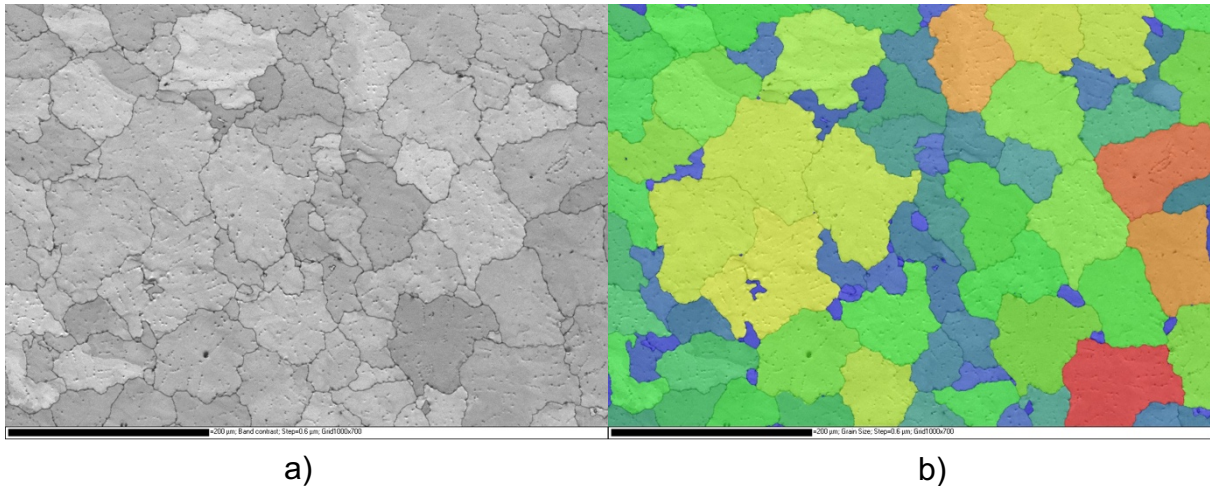 =200 µm; Band contrast; Step=0.6 µm; Grid1000x700
=200 µm; Grain Size; Step=0.6 µm; Grid1000x700
a)
b)